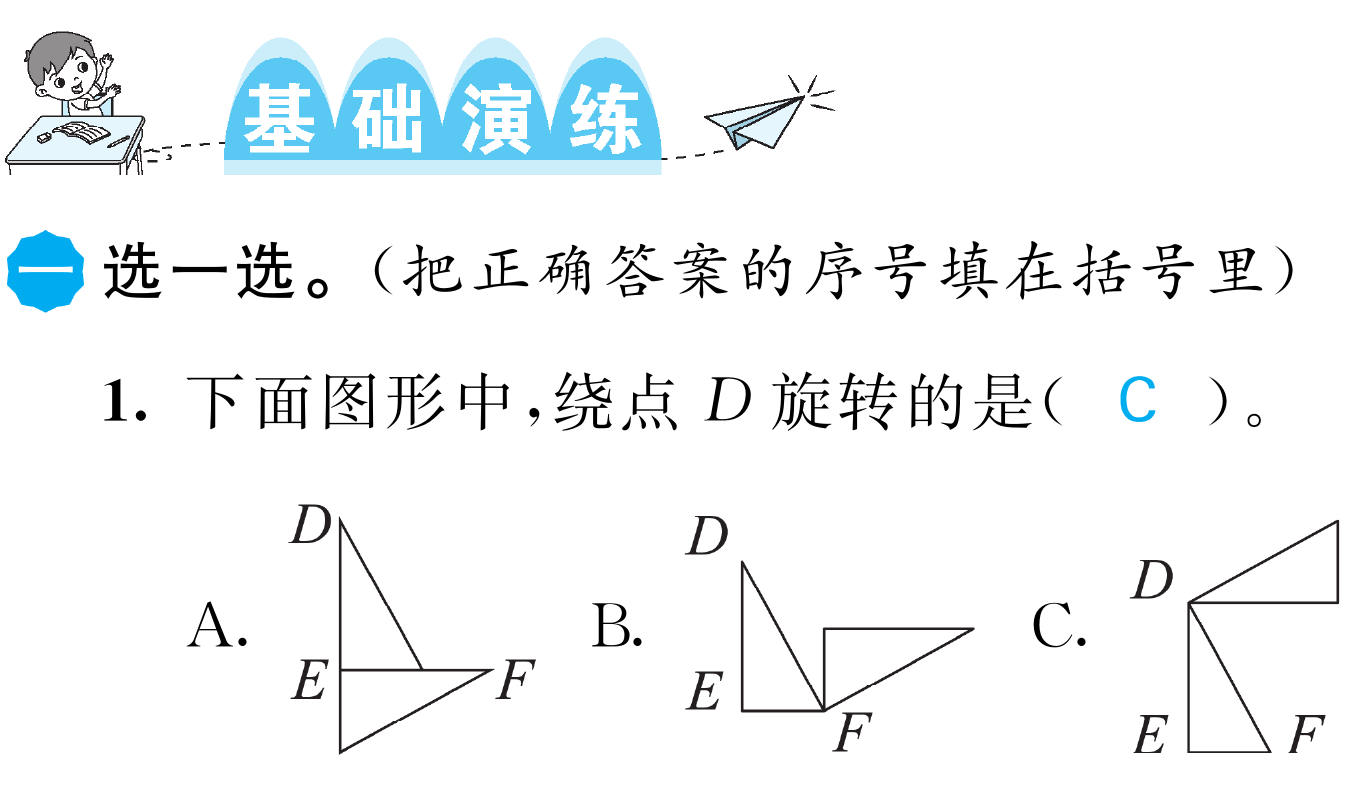 基础演练
一 选一选。(把正确答案的序号填在括号里)
1. 下面图形中,绕点 D 旋转的是( C )。
A. D E F B. D E F C. D E F